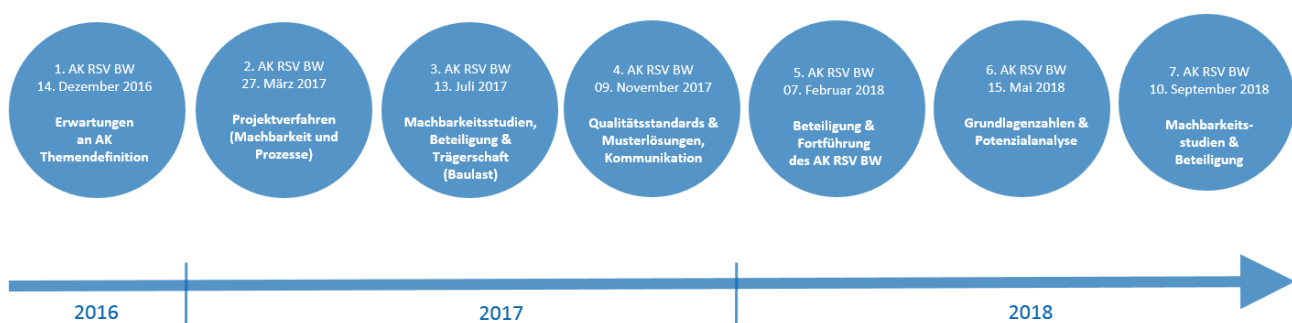 1. AK RSV BW
14. Dezember 2016
Erwartungen
an AK
Themendefinition
2. AK RSV BW
27. März 2017
Projektverfahren
(Machbarkeit und
Prozesse)
3. AK RSV BW
13. Juli 2017
Machbarkeitsstudien,
Beteiligung &
Trägerschaft
(Baulast)
4. AK RSV BW
09. November 2017
Qualitätsstandards &
Musterlösungen,
Kommunikation
5. AK RSV BW
07. Februar 2018
Beteiligung &
Fortführung
des AK RSV BW
6. AK RSV BW
15. Mai 2018
Grundlagenzahlen &
Potenzialanalyse
7. AK RSV BW
10. September 2018
Machbarkeits-
studien &
Beteiligung
2016
2017
2018